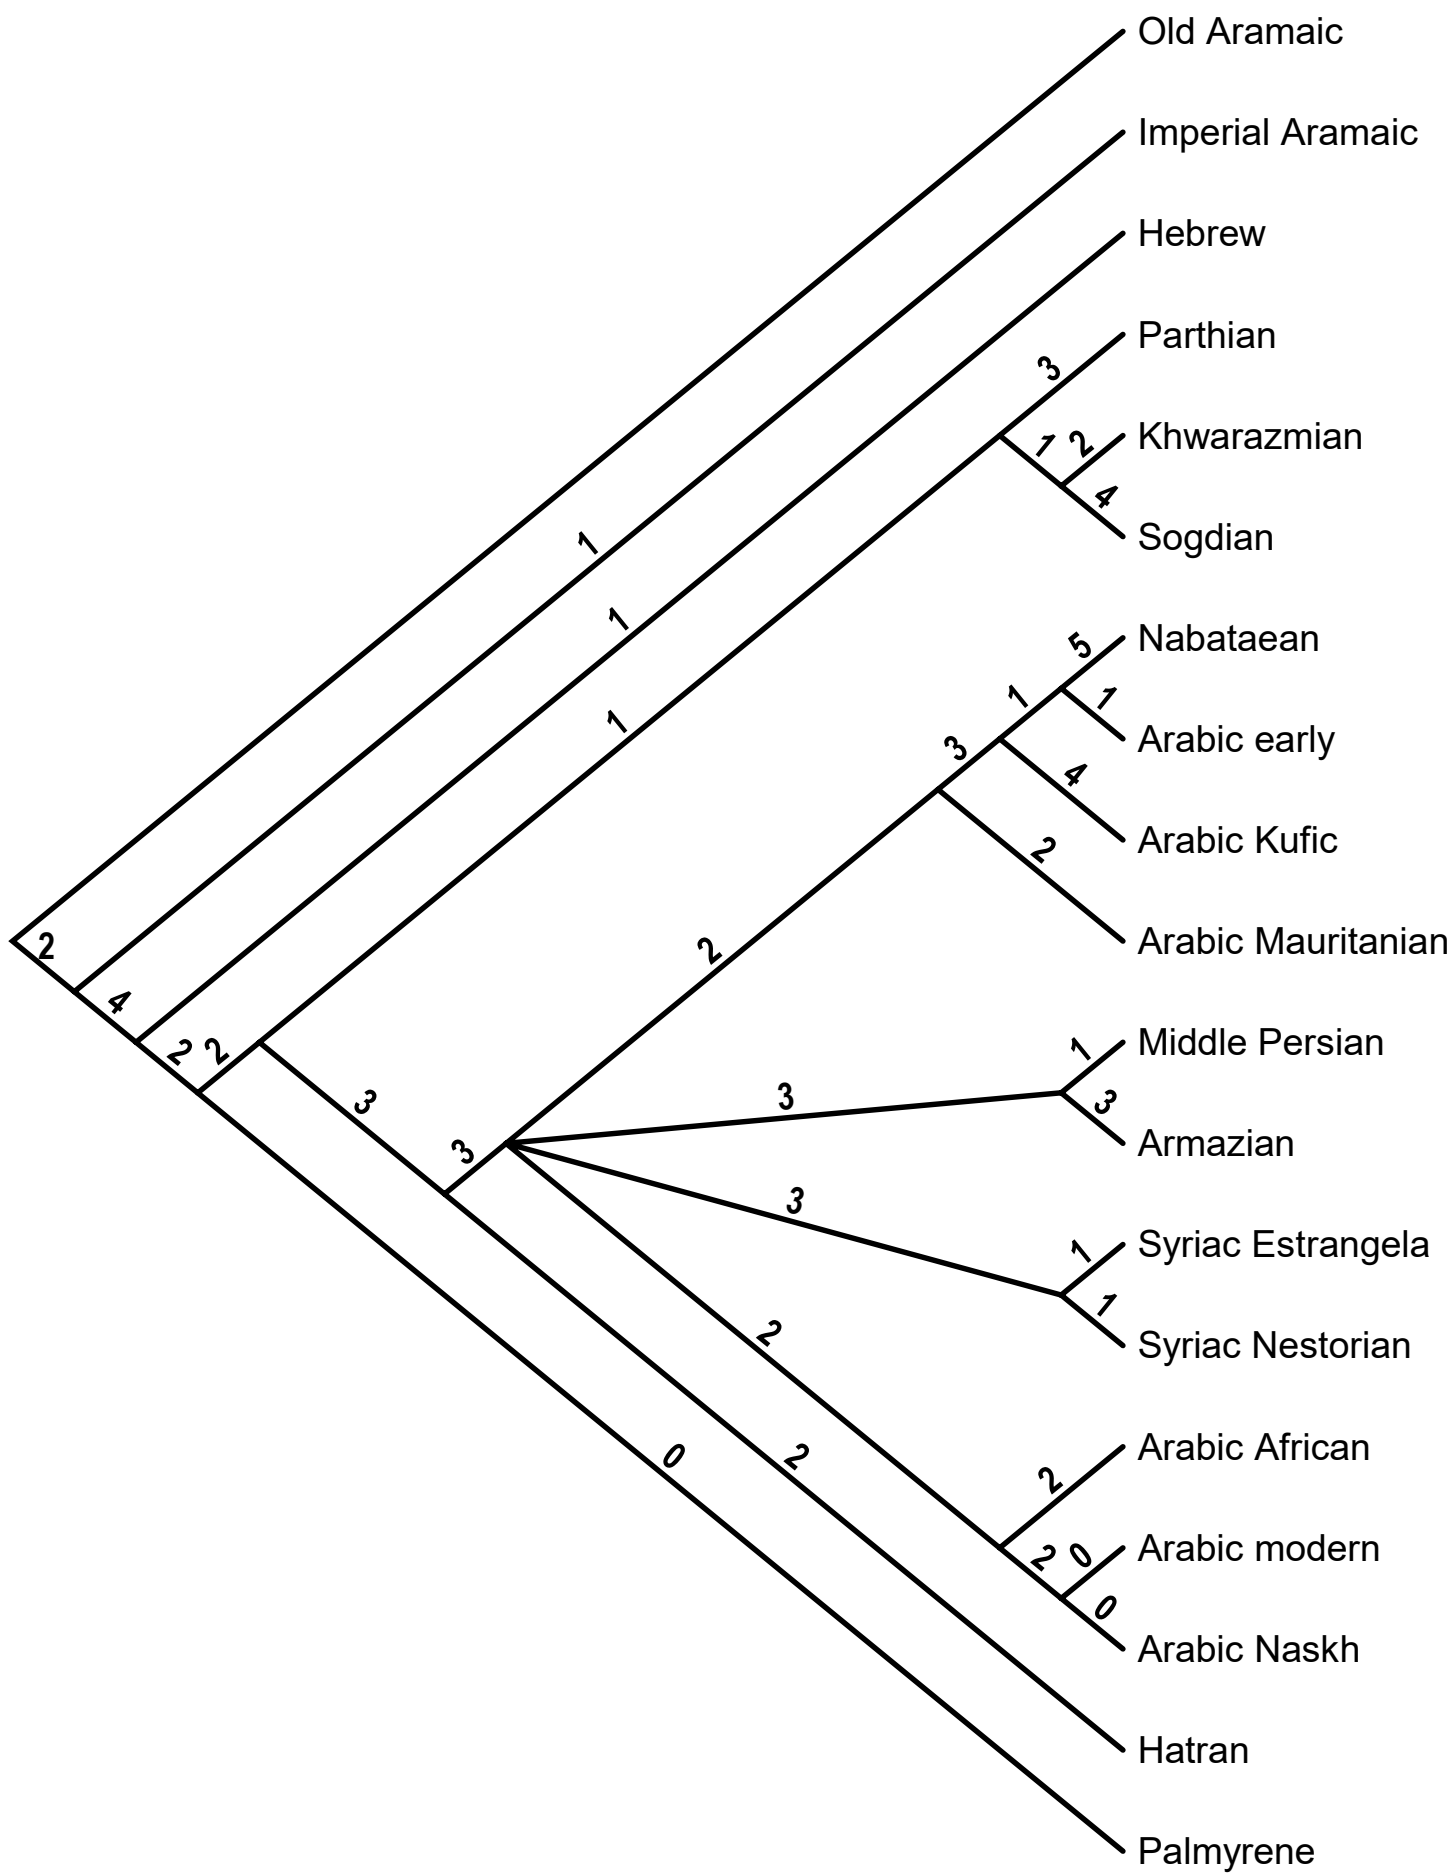 Old Aramaic
Imperial Aramaic
Hebrew
Parthian
3
Khwarazmian
1 2
4
Sogdian
1
1
Nabataean
5
1
1
Arabic early
1
3
4
Arabic Kufic
2
Arabic Mauritanian
2
2
4
Middle Persian
1
2 2
3
3
3
Armazian
3
3
Syriac Estrangela
1
1
Syriac Nestorian
2
Arabic African
0
2
2
Arabic modern
2 0
0
Arabic Naskh
Hatran
Palmyrene